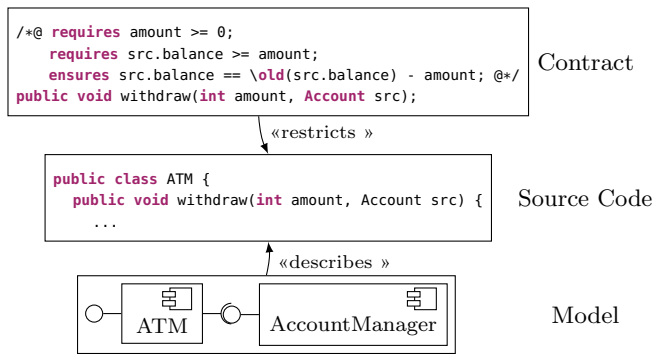 /*@ requires amount >= 0;
requires src.balance >= amount;
ensures src.balance == \old(src.balance) - amount; @*/
public void withdraw(int amount, Account src);
Contract
«restricts »
public class ATM {
public void withdraw(int amount, Account src) {
...
Source Code
«describes »
ATM
AccountManager
Model